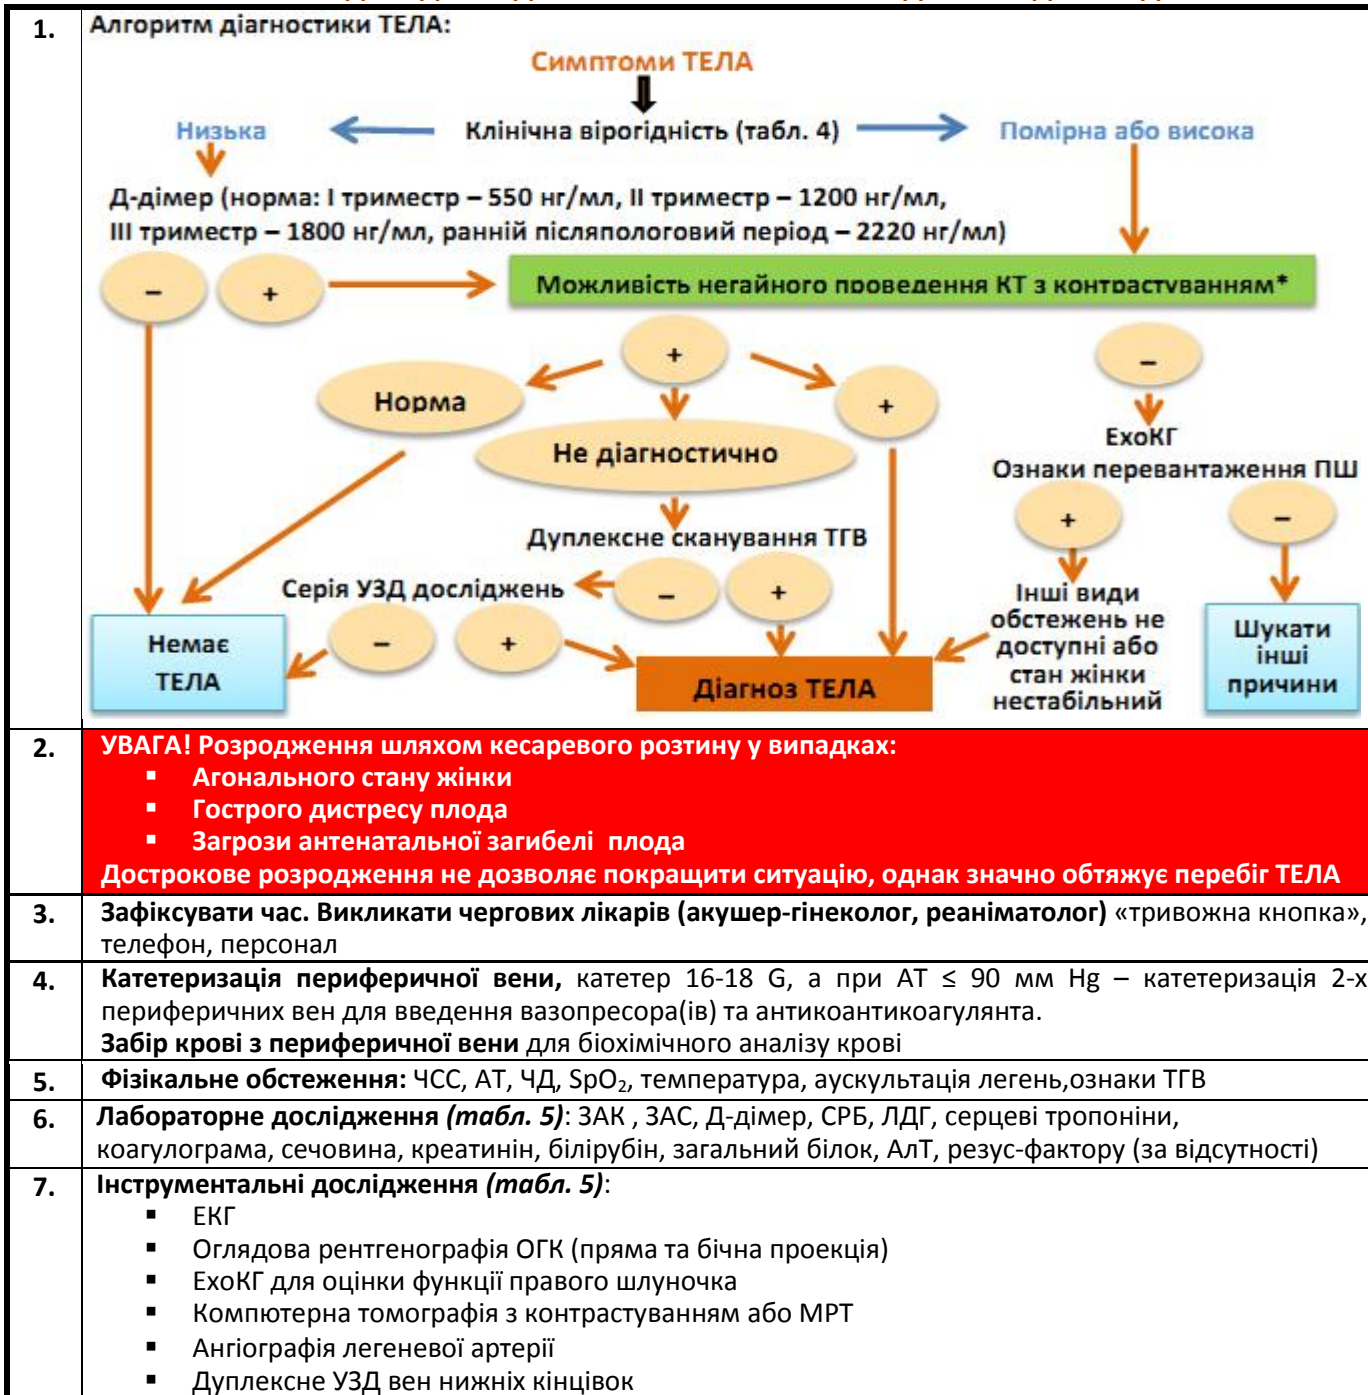 1.
Алгоритм діагностики ТЕЛА:
Симптоми ТЕЛА
Низька
Клінічна вірогідність (табл. 4)
Помірна або висока
Д-дімер (норма: І триместр – 550 нг/мл, ІІ триместр – 1200 нг/мл,
ІІІ триместр – 1800 нг/мл, ранній післяпологовий період – 2220 нг/мл)
– +
Можливість негайного проведення КТ з контрастуванням*
+
–
Норма
+
Не діагностично
ЕхоКГ
Ознаки перевантаження ПШ
+ –
Дуплексне сканування ТГВ
– +
Серія УЗД досліджень
– +
Інші види
обстежень не
доступні або
стан жінки
нестабільний
Немає
ТЕЛА
Діагноз ТЕЛА
Шукати
інші
причини
2.
УВАГА! Розродження шляхом кесаревого розтину у випадках:
▪ Агонального стану жінки
▪ Гострого дистресу плода
▪ Загрози антенатальної загибелі плода
Дострокове розродження не дозволяє покращити ситуацію, однак значно обтяжує перебіг ТЕЛА
3.
Зафіксувати час. Викликати чергових лікарів (акушер-гінеколог, реаніматолог) «тривожна кнопка»,
телефон, персонал
4.
Катетеризація периферичної вени, катетер 16-18 G, а при АТ ≤ 90 мм Hg – катетеризація 2-х
периферичних вен для введення вазопресора(ів) та антикоантикоагулянта.
Забір крові з периферичної вени для біохімічного аналізу крові
5.
Фізікальне обстеження: ЧСС, АТ, ЧД, SpO₂, температура, аускультація легень,ознаки ТГВ
6.
Лабораторне дослідження (табл. 5): ЗАК , ЗАС, Д-дімер, СРБ, ЛДГ, серцеві тропоніни,
коагулограма, сечовина, креатинін, білірубін, загальний білок, АлТ, резус-фактору (за відсутності)
7.
Інструментальні дослідження (табл. 5):
▪ ЕКГ
▪ Оглядова рентгенографія ОГК (пряма та бічна проекція)
▪ ЕхоКГ для оцінки функції правого шлуночка
▪ Компютерна томографія з контрастуванням або МРТ
▪ Ангіографія легеневої артерії
▪ Дуплексне УЗД вен нижніх кінцівок